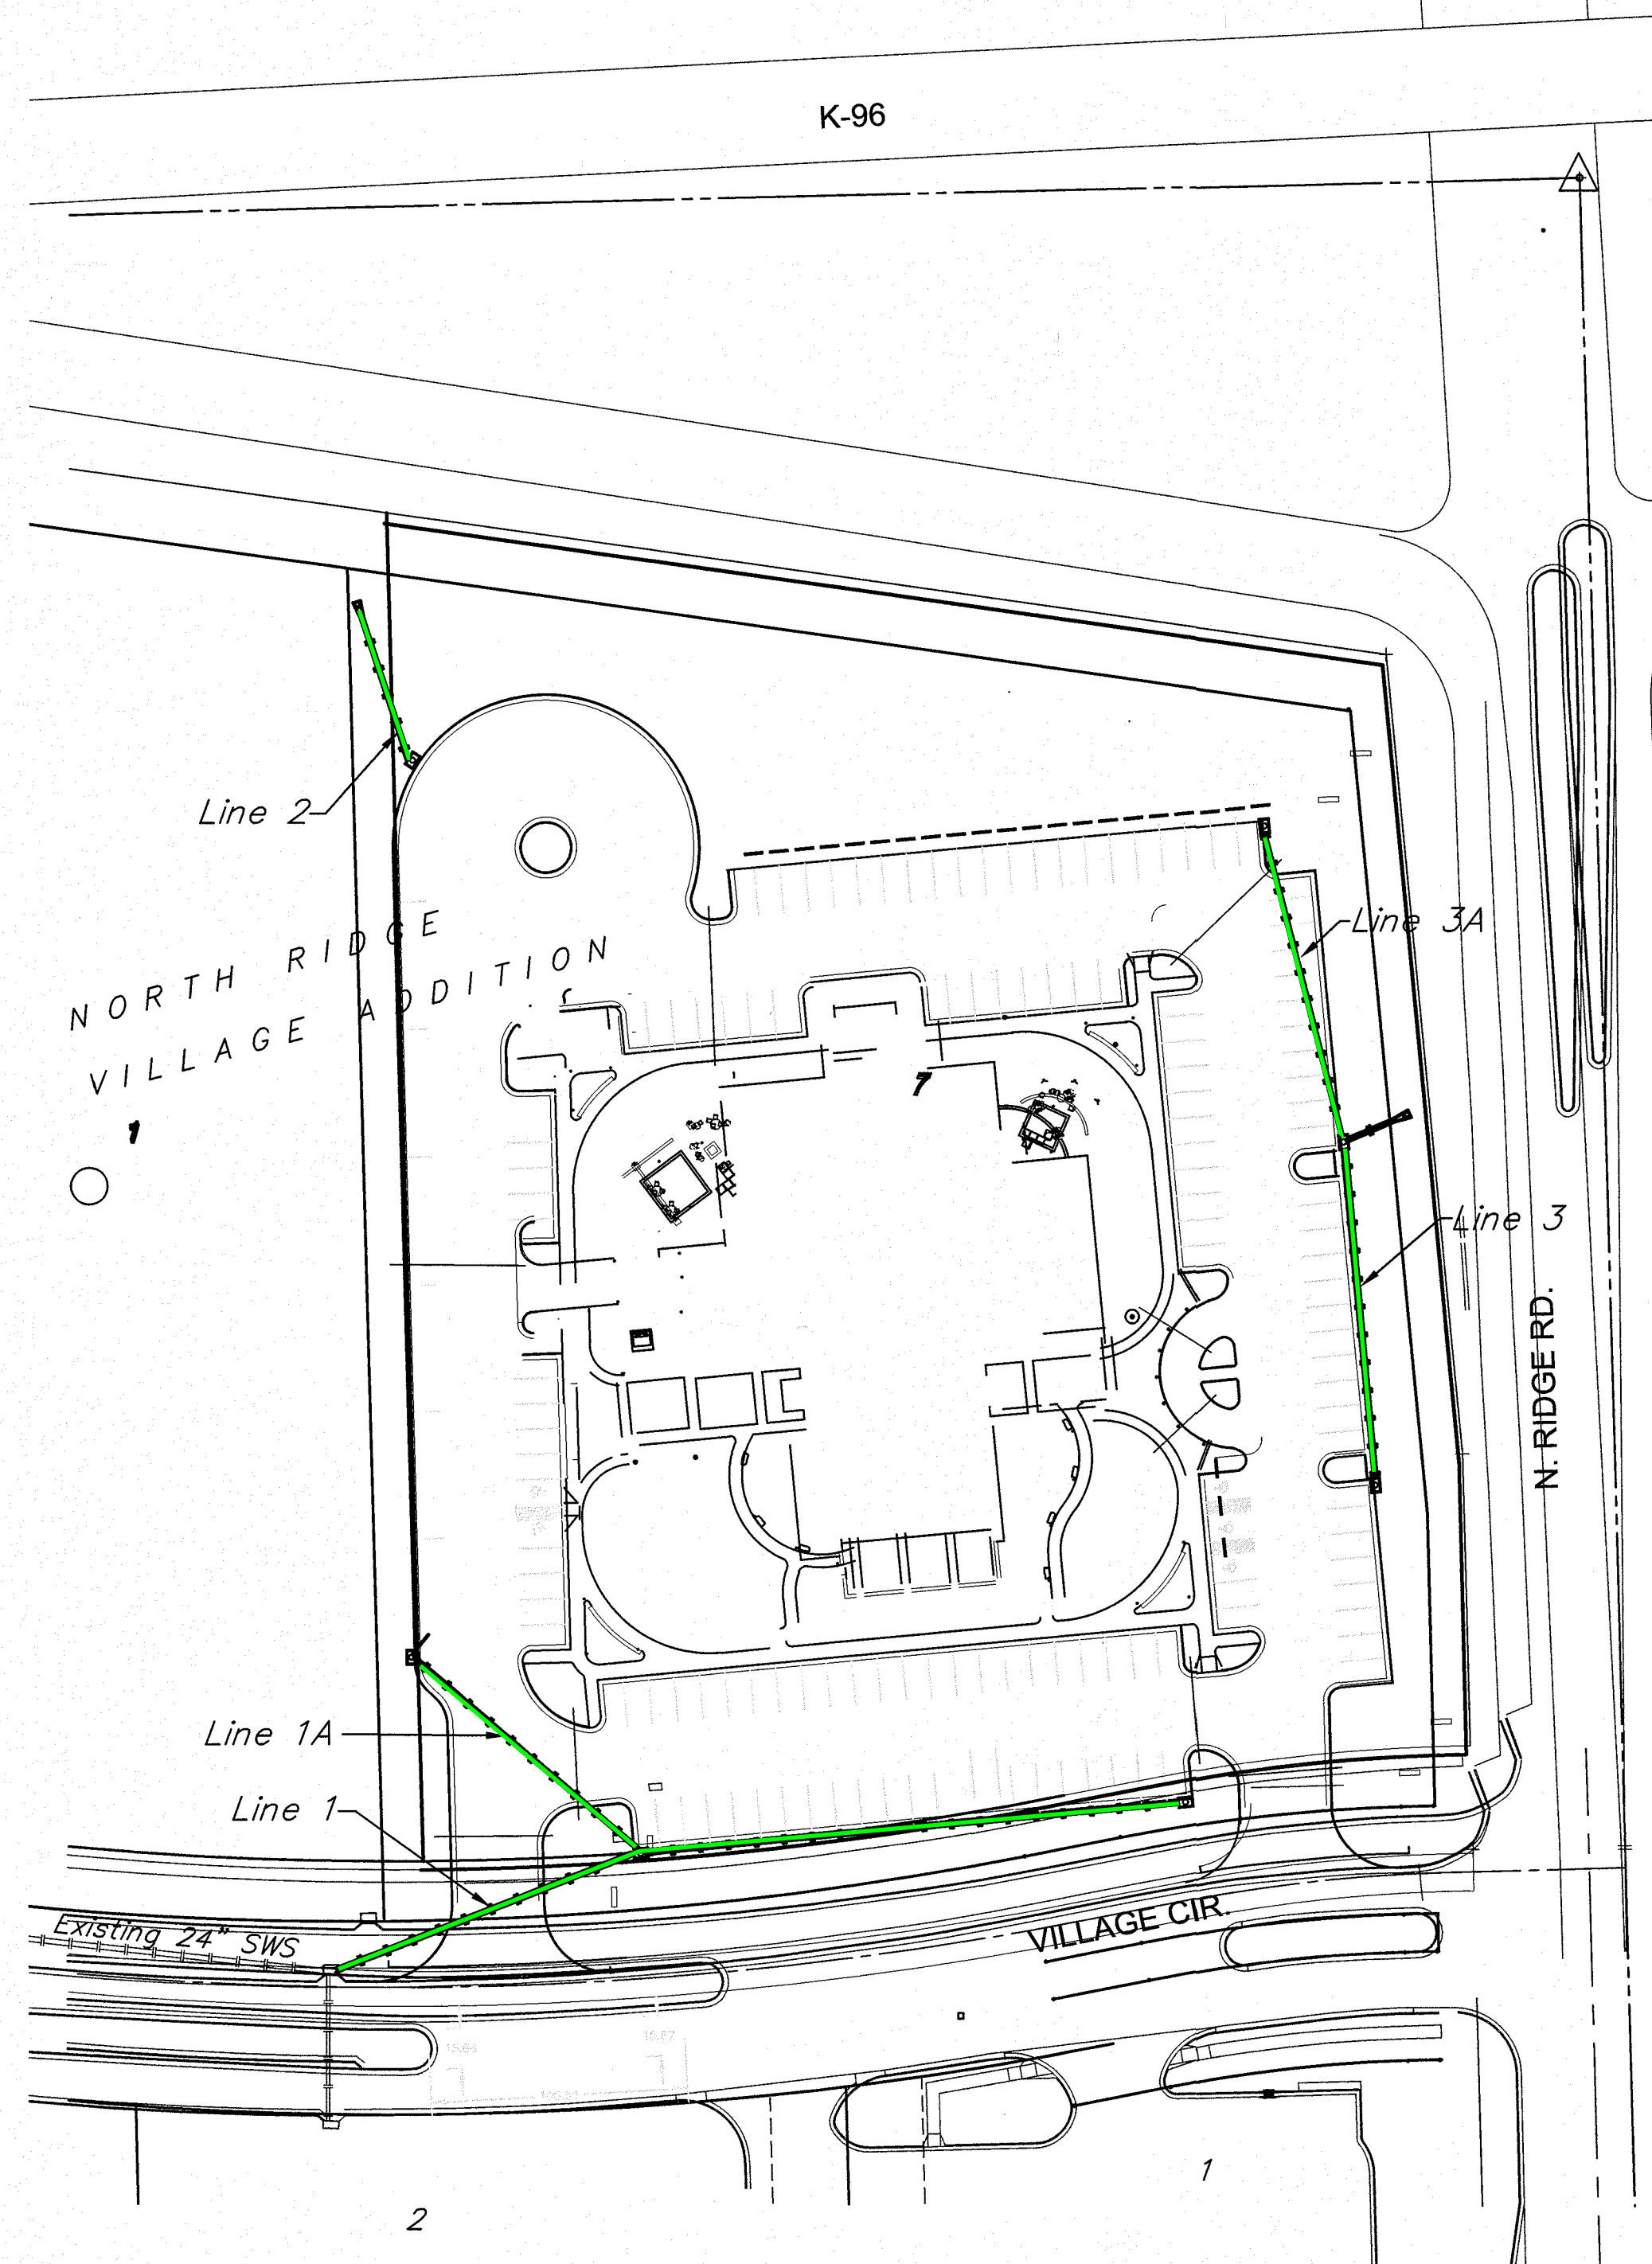 K-96
Line 2
NORTH RIDGE
VILLAGE ADDITION
1
7
Line 3A
Line 3
N. RIDGE RD.
Line 1A
Line 1
Existing 24" SWS
VILLAGE CIR.
1
2